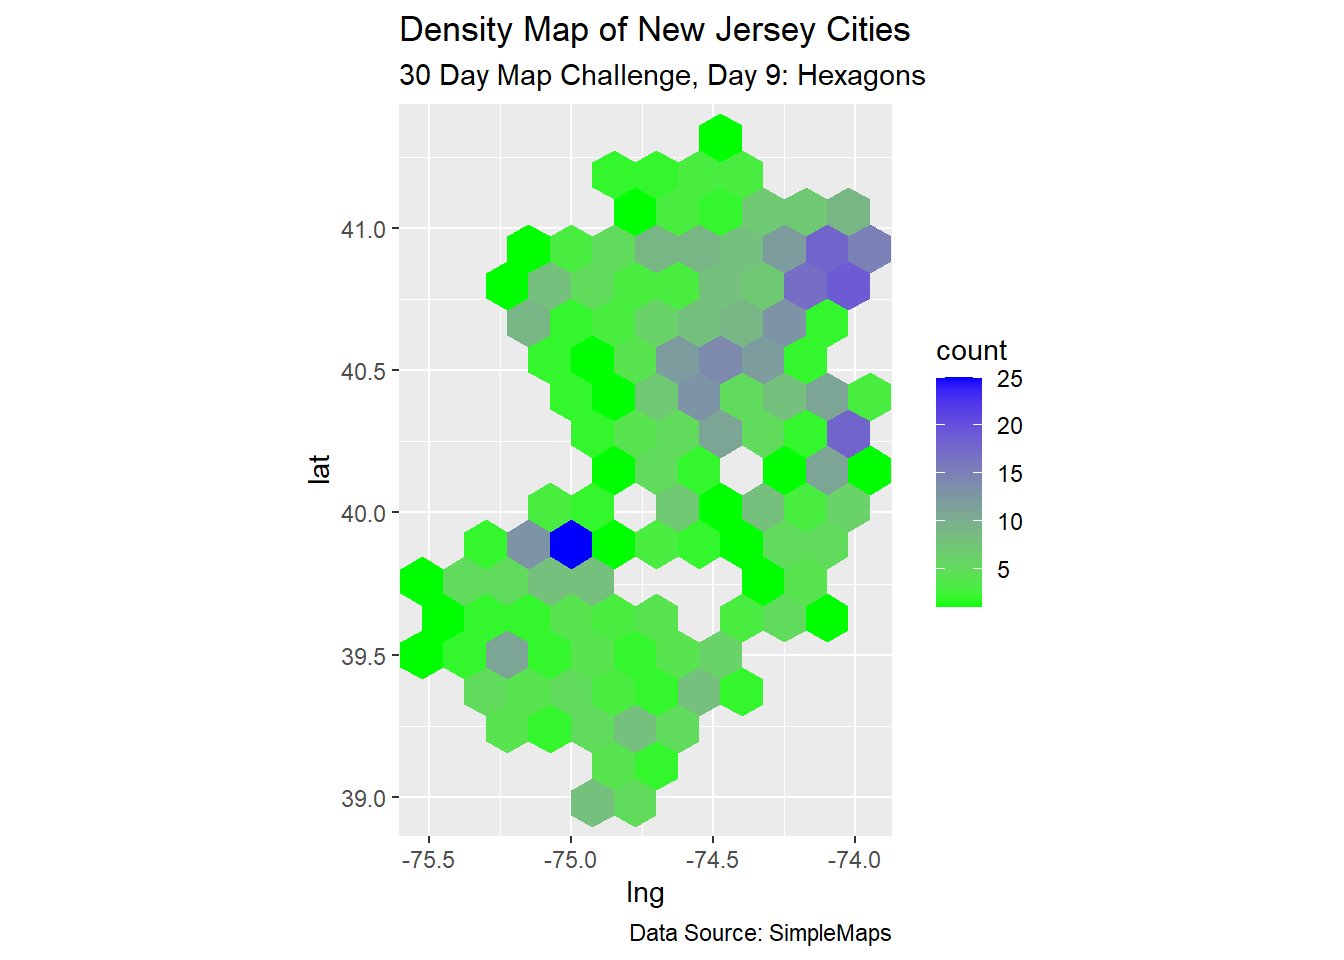 Density Map of New Jersey Cities
30 Day Map Challenge, Day 9: Hexagons
41.0
40.5
40.0
39.5
39.0
lat
-75.5
-75.0
-74.5
-74.0
lng
count
25
20
15
10
5
Data Source: SimpleMaps